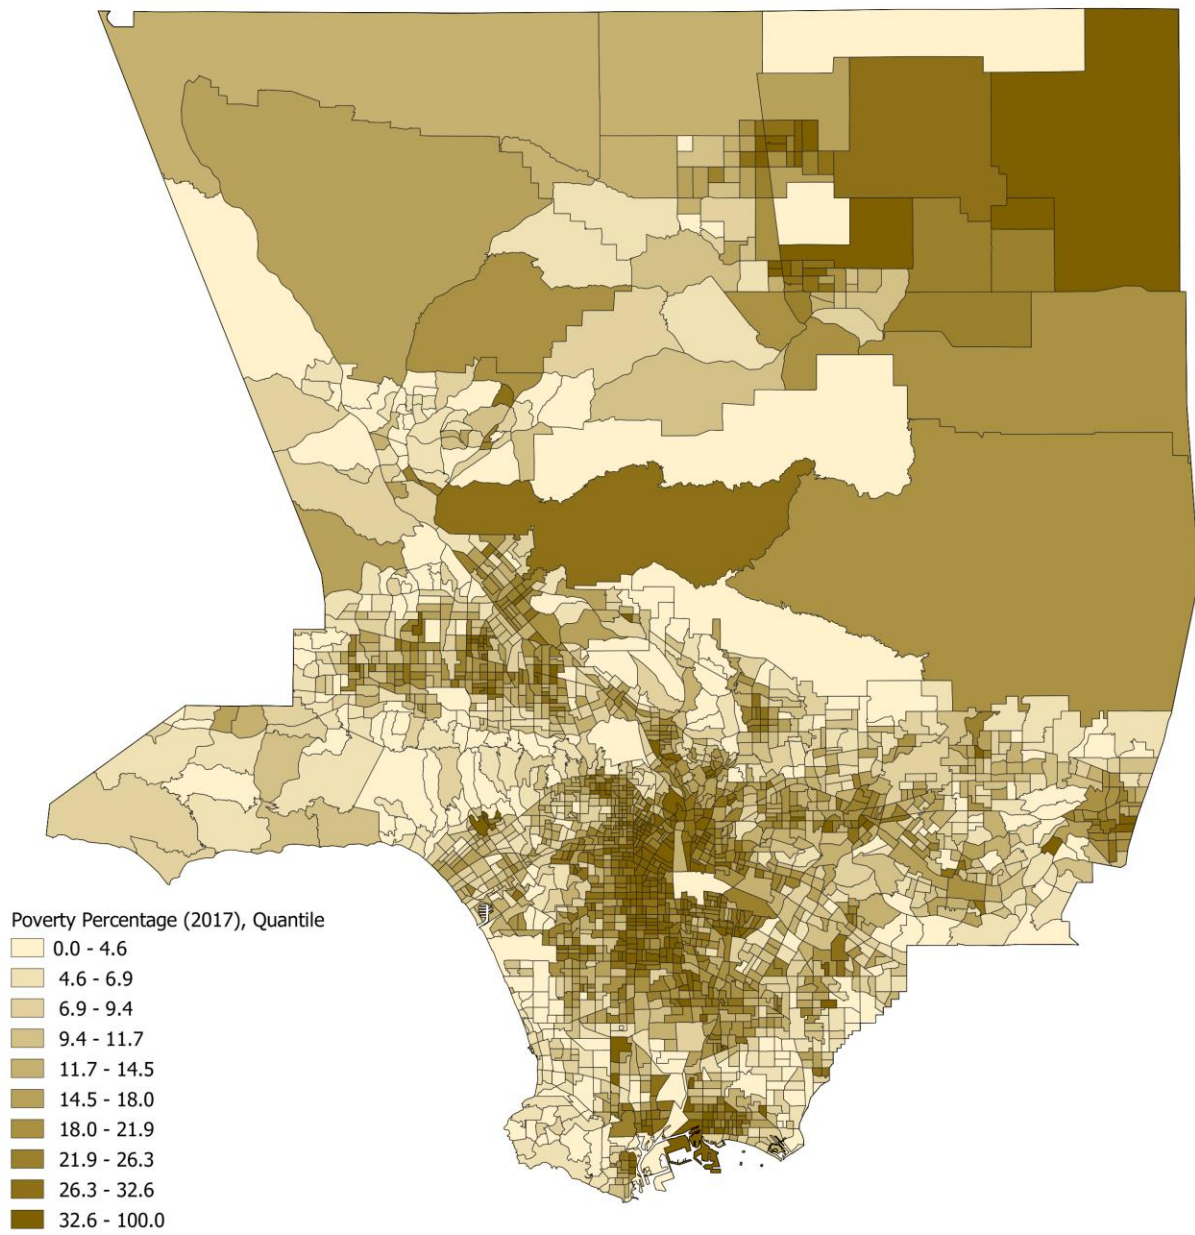 Poverty Percentage (2017), Quantile
0.0 - 4.6
4.6 - 6.9
6.9 - 9.4
9.4 - 11.7
11.7 - 14.5
14.5 - 18.0
18.0 - 21.9
21.9 - 26.3
26.3 - 32.6
32.6 - 100.0